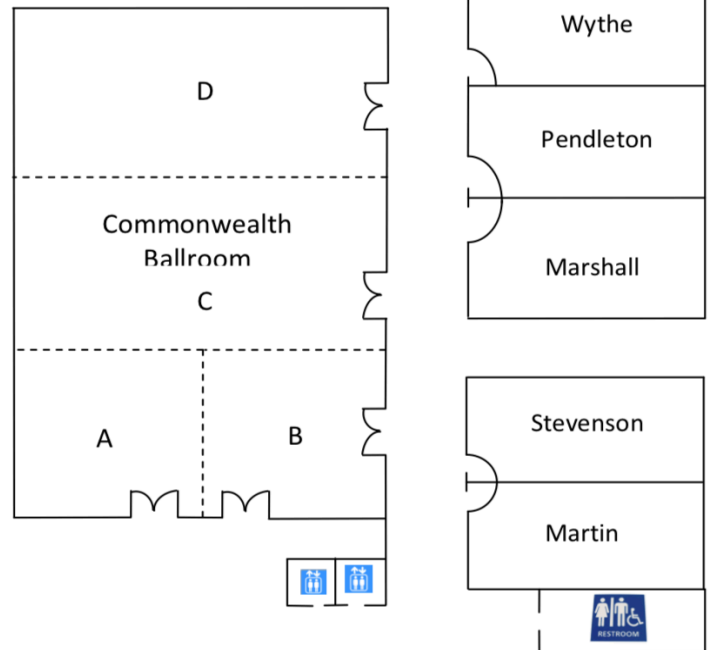 D
Commonwealth
Ballroom
C
A
B
Wythe
Pendleton
Marshall
Stevenson
Martin
RESTROOM